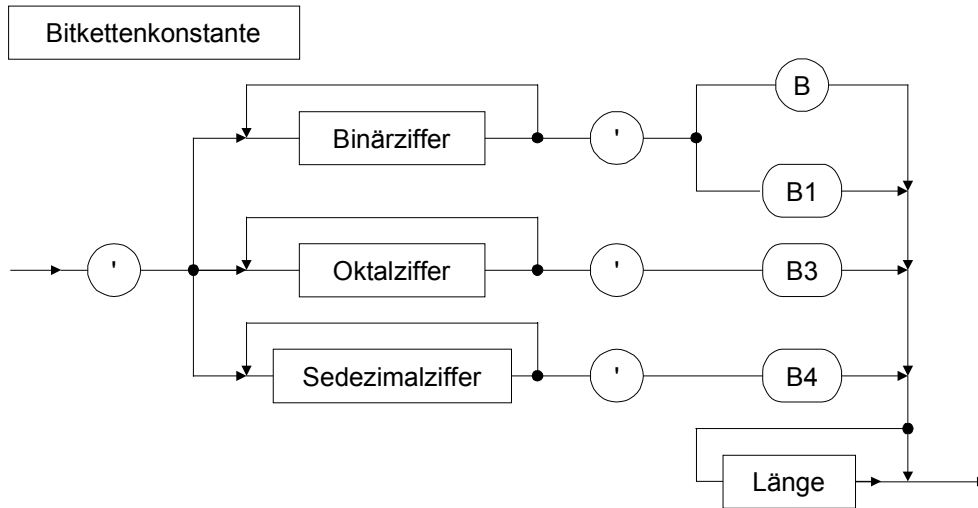 Bitkettenkonstante
B
Binärziffer '
B1
' Oktalziffer ' B3
Sedezimalziffer ' B4
Länge